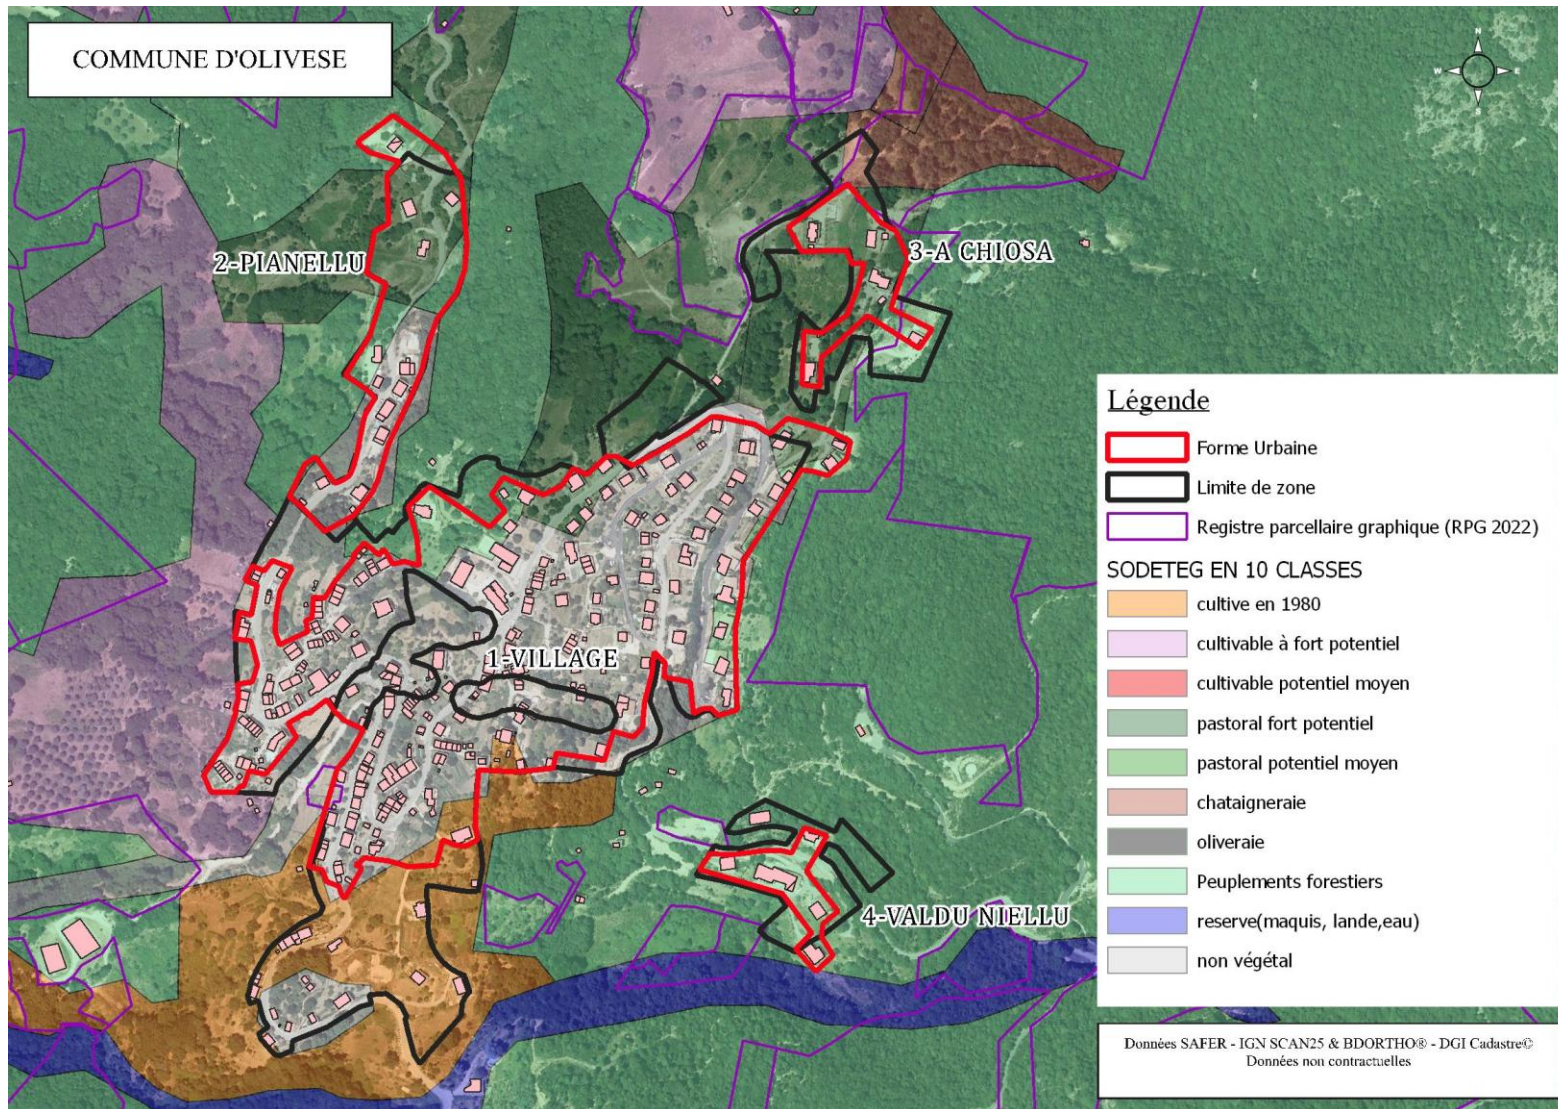 COMMUNE D'OLIVESE
N
W
E
S
2-PIANELLU
3-A CHIOSA
1-VILLAGE
4-VALDU NIELLU
Légende
Forme Urbaine
Limite de zone
Registre parcellaire graphique (RPG 2022)
SODETEG EN 10 CLASSES
cultive en 1980
cultivable à fort potentiel
cultivable potentiel moyen
pastoral fort potentiel
pastoral potentiel moyen
chataigneraie
oliveraie
Peuplements forestiers
reserve(maquis, lande,eau)
non végétal
Données SAFER - IGN SCAN25 & BDORTHO® - DGI Cadastre©
Données non contractuelles